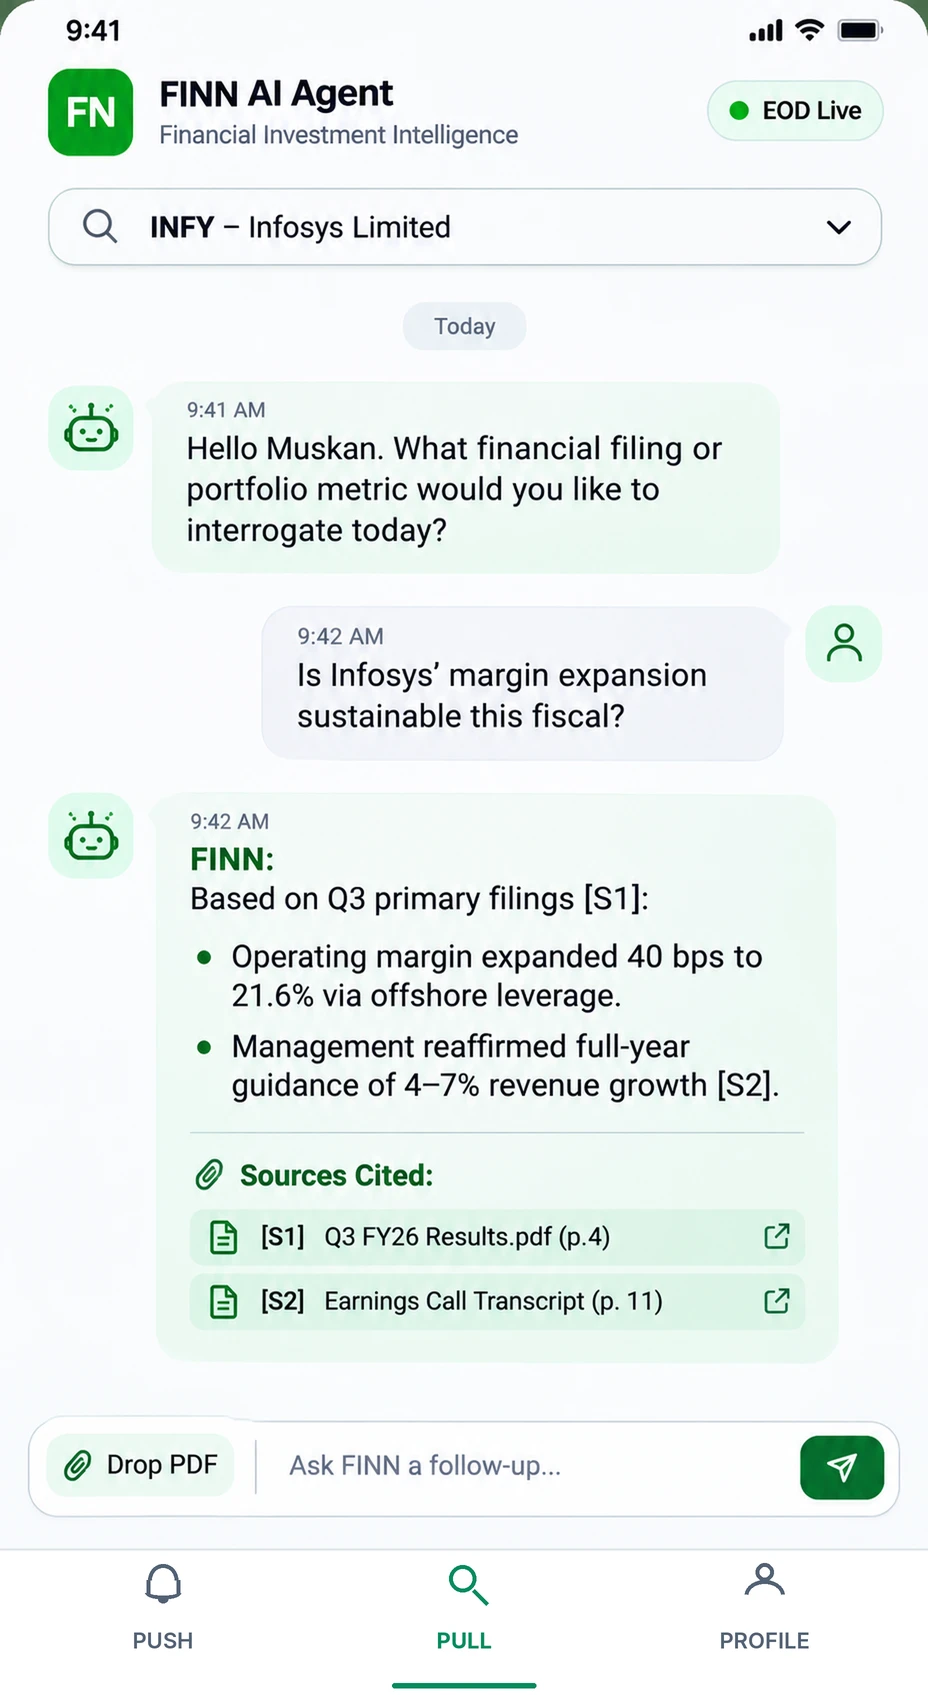 9:41
FN
FINN AI Agent
Financial Investment Intelligence
EOD Live
INFY – Infosys Limited
Today
9:41 AM
Hello Muskan. What financial filing or
portfolio metric would you like to
interrogate today?
9:42 AM
Is Infosys’ margin expansion
sustainable this fiscal?
9:42 AM
FINN:
Based on Q3 primary filings [S1]:
• Operating margin expanded 40 bps to
21.6% via offshore leverage.
• Management reaffirmed full-year
guidance of 4–7% revenue growth [S2].
Sources Cited:
[S1] Q3 FY26 Results.pdf (p.4)
[S2] Earnings Call Transcript (p. 11)
Drop PDF
Ask FINN a follow-up...
PUSH
PULL
PROFILE